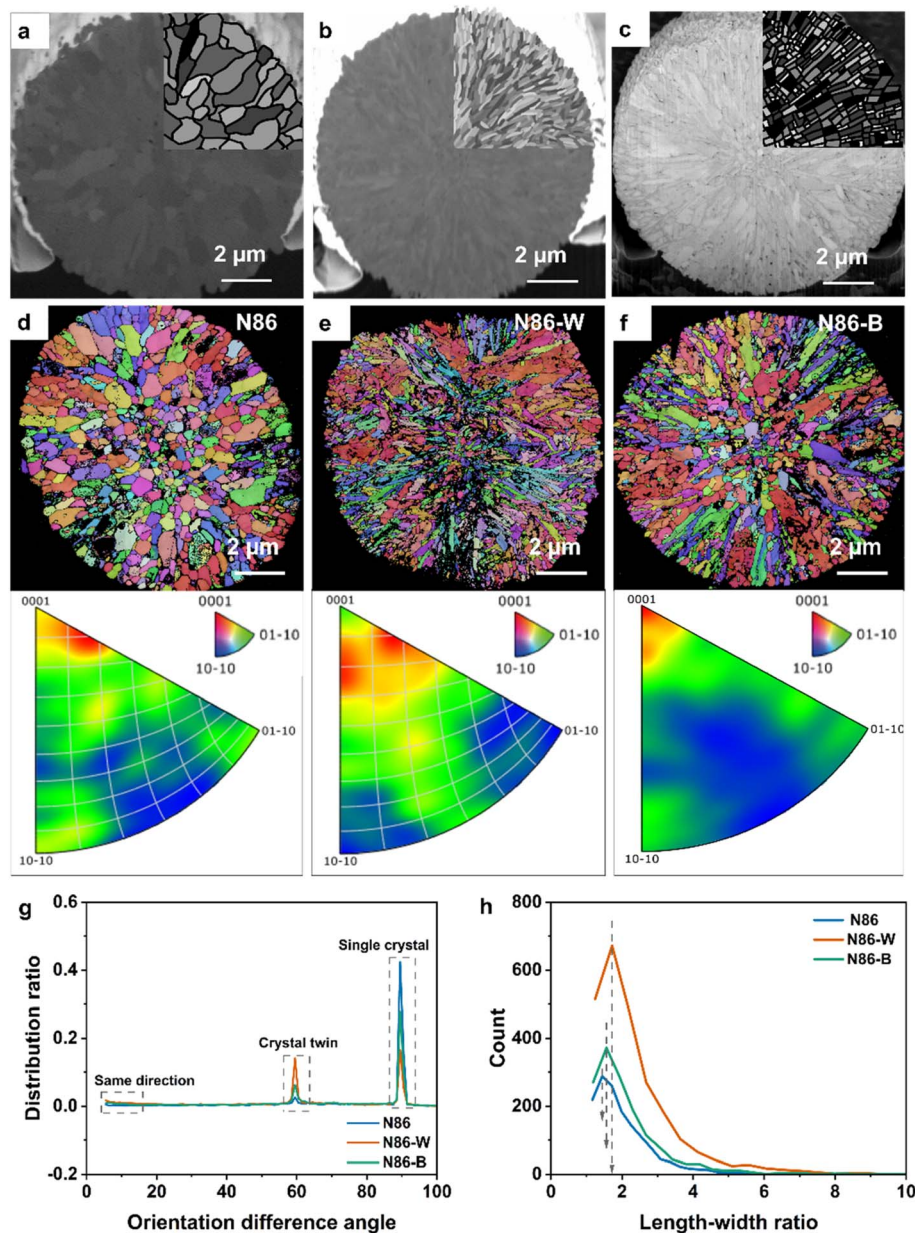 a
b
c
2 μm
2 μm
2 μm
d
N86
e
N86-W
f
N86-B
2 μm
2 μm
2 μm
0001
0001
01-10
10-10
01-10
10-10
0001
0001
01-10
10-10
01-10
10-10
0001
0001
01-10
10-10
01-10
10-10
g
0.6
0.4
0.2
0.0
-0.2
Distribution ratio
Single crystal
Crystal twin
Same direction
N86
N86-W
N86-B
0
20
40
60
80
100
Orientation difference angle
h
800
600
400
200
0
Count
N86
N86-W
N86-B
0
2
4
6
8
10
Length-width ratio